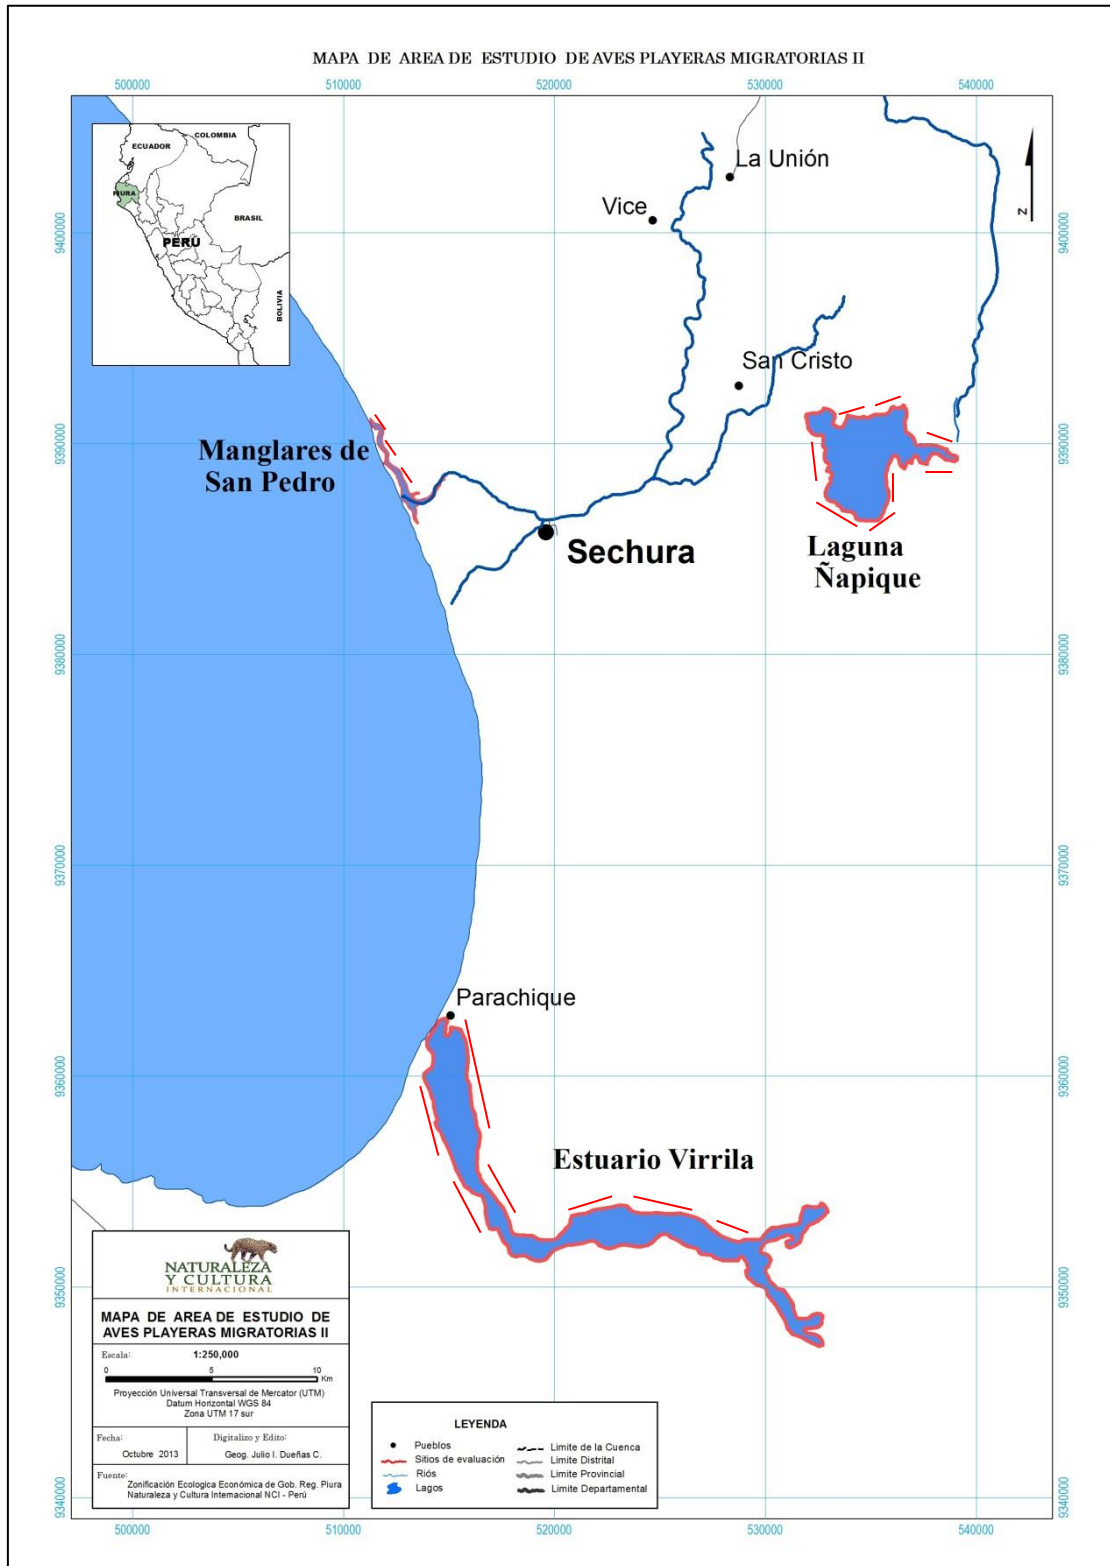 MAPA DE AREA DE ESTUDIO DE AVES PLAYERAS MIGRATORIAS II
500000 510000 520000 530000 540000
COLOMBIA
ECUADOR
PIURA
BRASIL
PERÚ
BOLIVIA
La Unión
Vice
N
9400000 9400000
San Cristo
Manglares de
San Pedro
9390000 9390000
Sechura
Laguna
Ñapique
9380000 9380000
9370000 9370000
Parachique
9360000 9360000
Estuario Virrila
9350000 9350000
NATURALEZA
Y CULTURA
INTERNACIONAL
MAPA DE AREA DE ESTUDIO DE
AVES PLAYERAS MIGRATORIAS II
Escala: 1:250,000
0 5 10
Km
Proyección Universal Transversal de Mercator (UTM)
Datum Horizontal WGS 84
Zona UTM 17 sur
Fecha: Digitalizo y Edito:
Octubre 2013 Geog. Julio I. Dueñas C.
Fuente:
Zonificación Ecologica Económica de Gob. Reg. Piura
Naturaleza y Cultura Internacional NCI - Perú
LEYENDA
Pueblos Limite de la Cuenca
Sitios de evaluación Limite Distrital
Riós Limite Provincial
Lagos Limite Departamental
9340000 9340000
500000 510000 520000 530000 540000